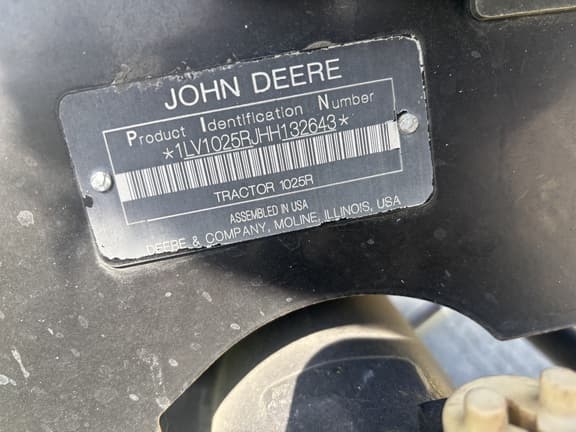 JOHN DEERE
Product Identification Number
*1LV1025RJHH132643*
TRACTOR 1025R
ASSEMBLED IN USA
DEERE & COMPANY, MOLINE, ILLINOIS, USA